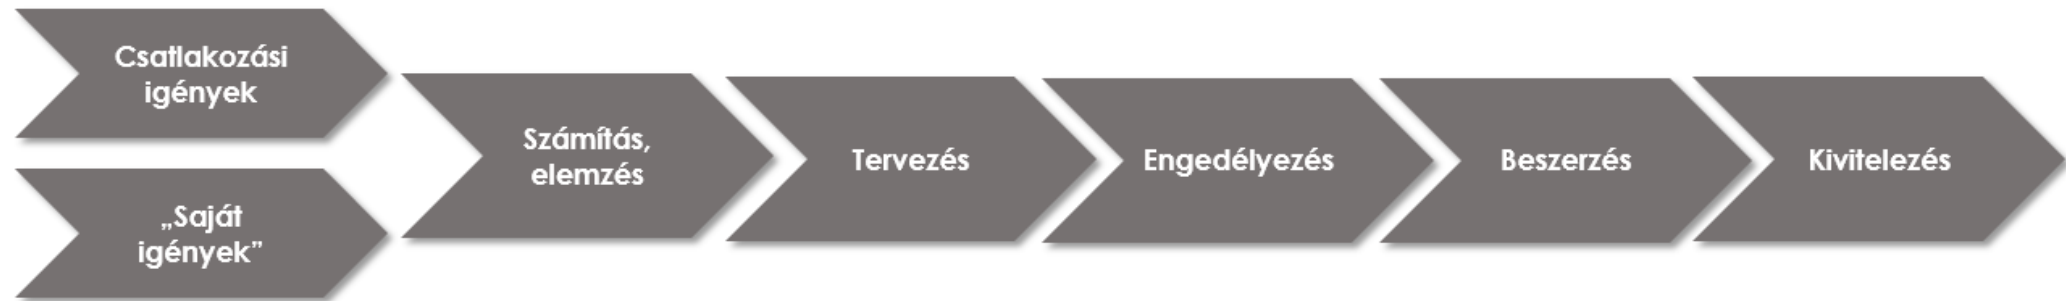 Csatlakozási
igények
„Saját
igények”
Számítás,
elemzés
Tervezés
Engedélyezés
Beszerzés
Kivitelezés